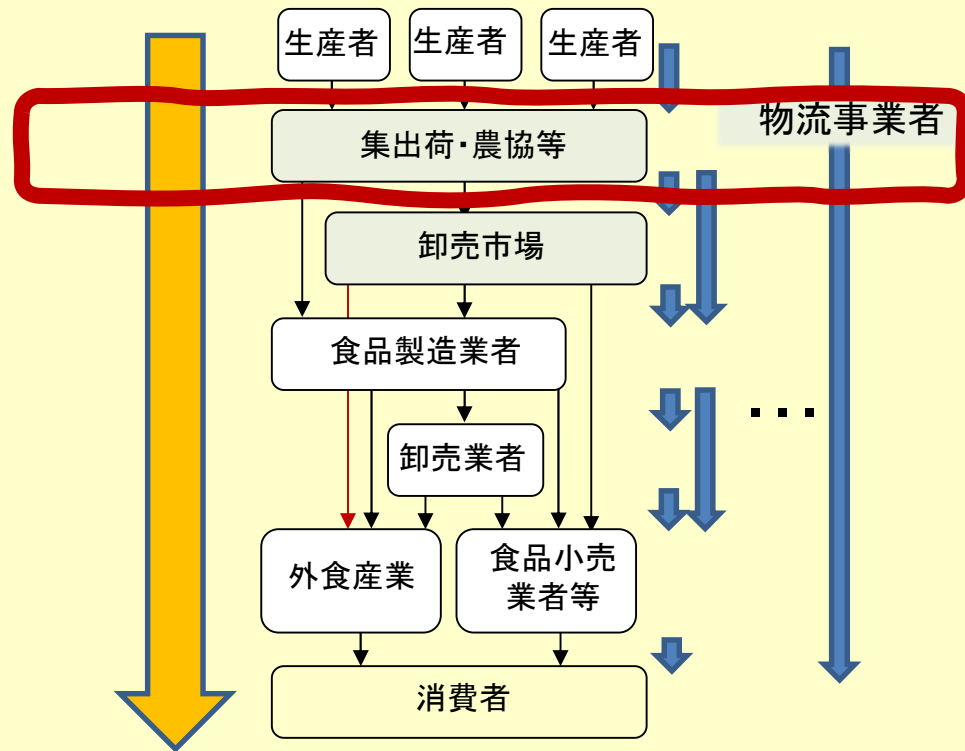 生産者
生産者
生産者
物流事業者
集出荷・農協等
卸売市場
食品製造業者
・・・
卸売業者
外食産業
食品小売
業者等
消費者